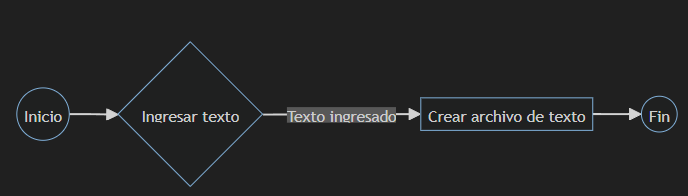 Inicio
Ingresar texto
Texto ingresado
Crear archivo de texto
Fin